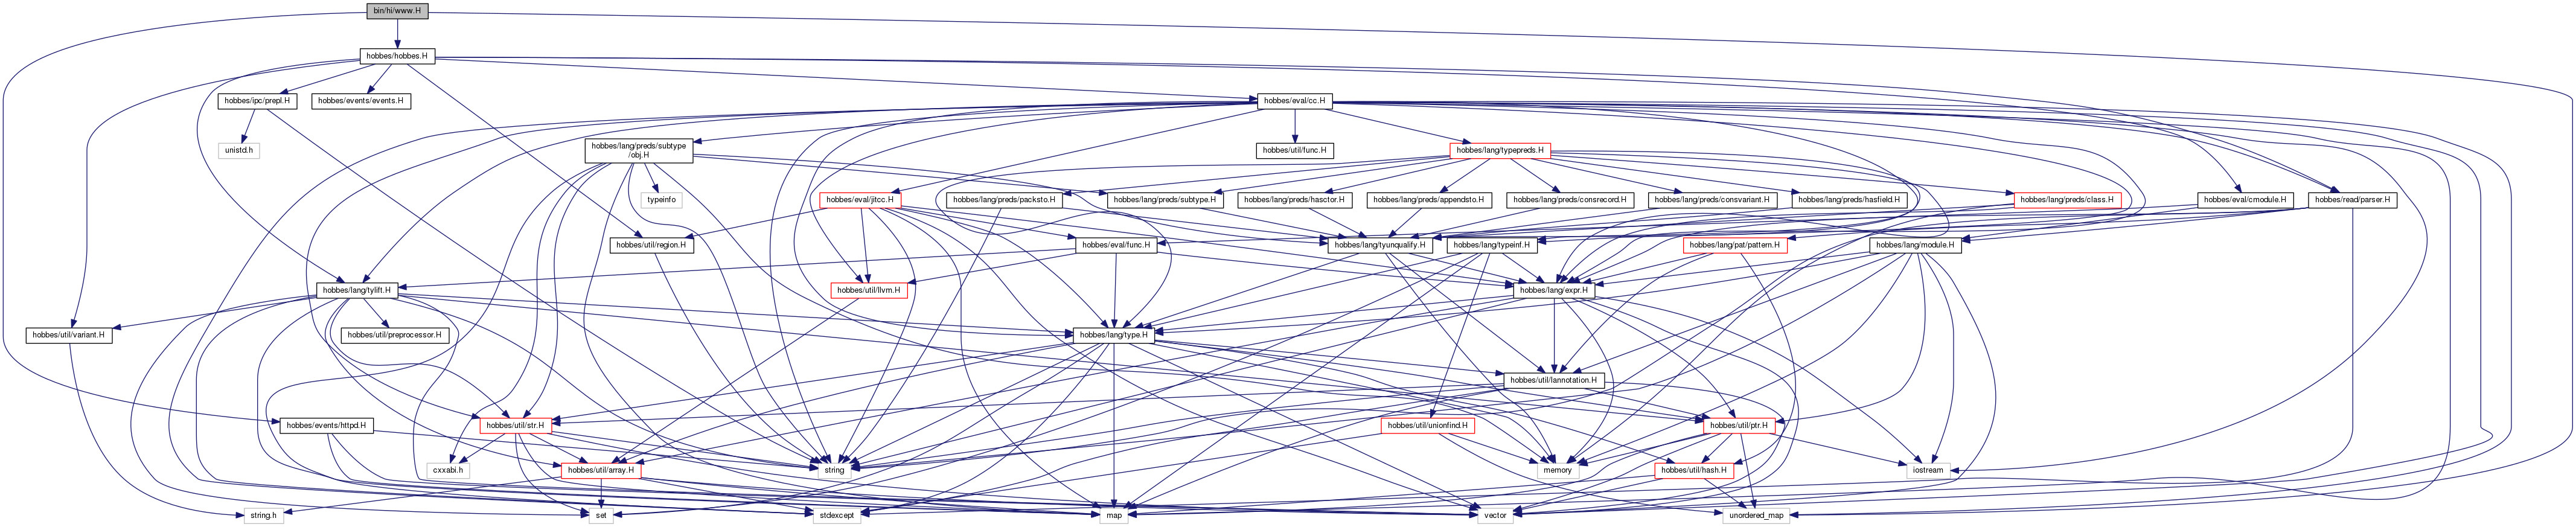 bin/hi/www.H
hobbes/hobbes.H
hobbes/ipc/prepl.H
hobbes/events/events.H
hobbes/eval/cc.H
unistd.h
hobbes/lang/preds/subtype
/obj.H
hobbes/util/func.H
hobbes/lang/typepreds.H
typeinfo
hobbes/eval/jitcc.H
hobbes/lang/preds/packsto.H
hobbes/lang/preds/subtype.H
hobbes/lang/preds/hasctor.H
hobbes/lang/preds/appendsto.H
hobbes/lang/preds/consrecord.H
hobbes/lang/preds/consvariant.H
hobbes/lang/preds/hasfield.H
hobbes/lang/preds/class.H
hobbes/eval/cmodule.H
hobbes/read/parser.H
hobbes/util/region.H
hobbes/eval/func.H
hobbes/lang/tyunqualify.H
hobbes/lang/typeinf.H
hobbes/lang/pat/pattern.H
hobbes/lang/module.H
hobbes/lang/tylift.H
hobbes/util/llvm.H
hobbes/lang/expr.H
hobbes/util/variant.H
hobbes/util/preprocessor.H
hobbes/lang/type.H
hobbes/util/lannotation.H
hobbes/events/httpd.H
hobbes/util/str.H
hobbes/util/unionfind.H
hobbes/util/ptr.H
cxxabi.h
hobbes/util/array.H
string
memory
hobbes/util/hash.H
iostream
string.h
set
stdexcept
map
vector
unordered_map